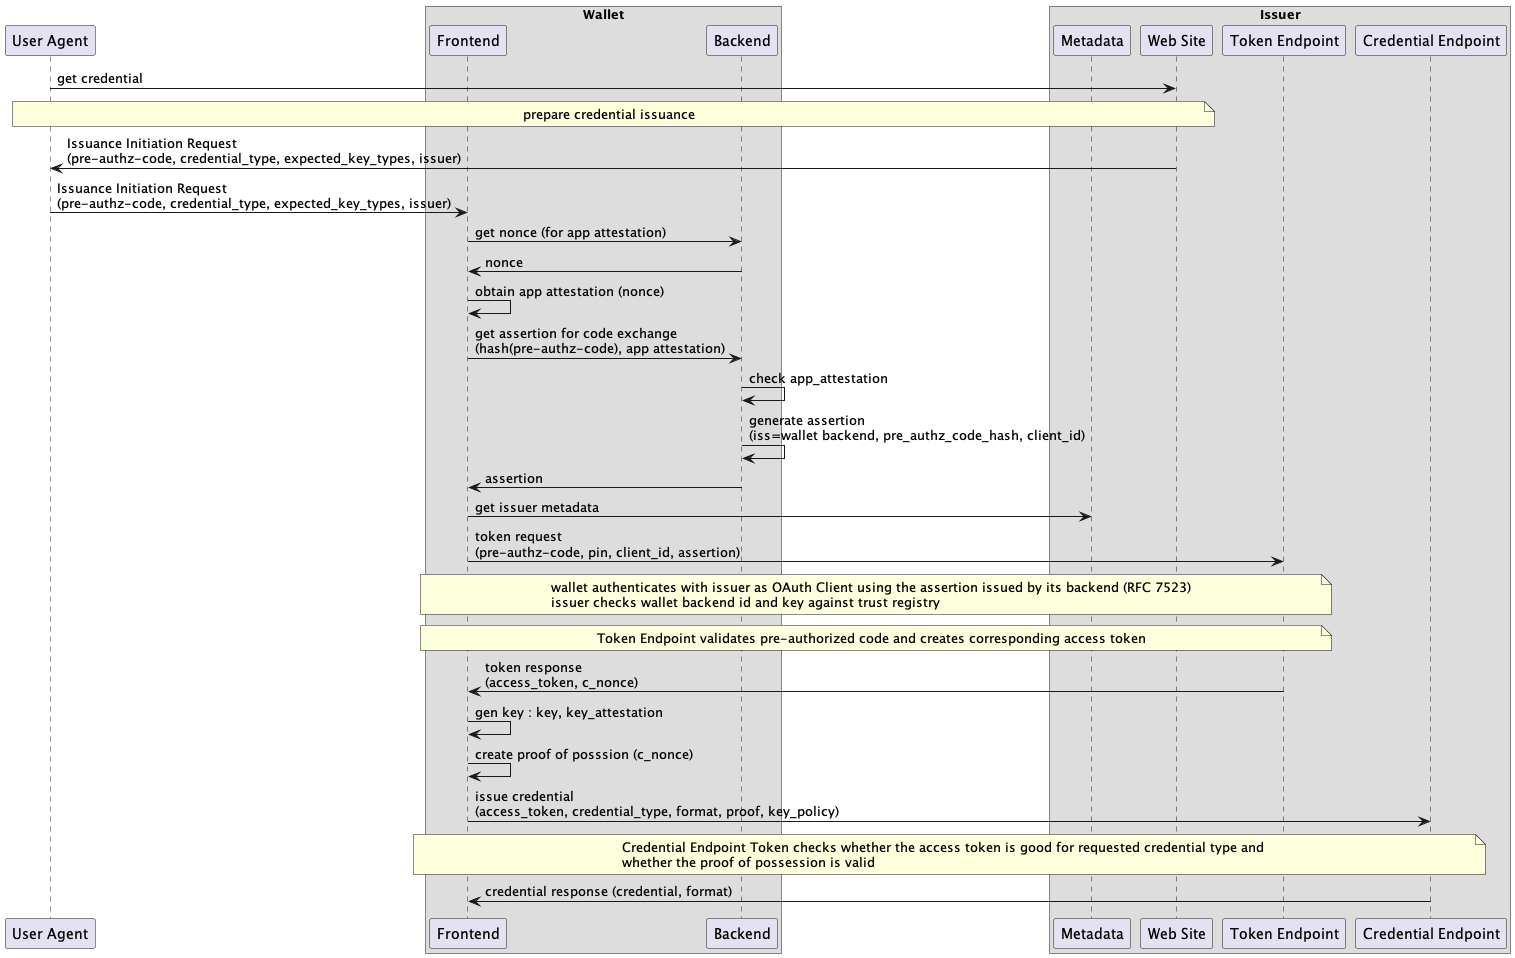 Wallet
Issuer
User Agent
Frontend
Backend
Metadata
Web Site
Token Endpoint
Credential Endpoint
get credential
prepare credential issuance
Issuance Initiation Request
(pre-authz-code, credential_type, expected_key_types, issuer)
Issuance Initiation Request
(pre-authz-code, credential_type, expected_key_types, issuer)
get nonce (for app attestation)
nonce
obtain app attestation (nonce)
get assertion for code exchange
(hash(pre-authz-code), app attestation)
check app_attestation
generate assertion
(iss=wallet backend, pre_authz_code_hash, client_id)
assertion
get issuer metadata
token request
(pre-authz-code, pin, client_id, assertion)
wallet authenticates with issuer as OAuth Client using the assertion issued by its backend (RFC 7523)
issuer checks wallet backend id and key against trust registry
Token Endpoint validates pre-authorized code and creates corresponding access token
token response
(access_token, c_nonce)
gen key : key, key_attestation
create proof of posssion (c_nonce)
issue credential
(access_token, credential_type, format, proof, key_policy)
Credential Endpoint Token checks whether the access token is good for requested credential type and
whether the proof of possession is valid
credential response (credential, format)
User Agent
Frontend
Backend
Metadata
Web Site
Token Endpoint
Credential Endpoint